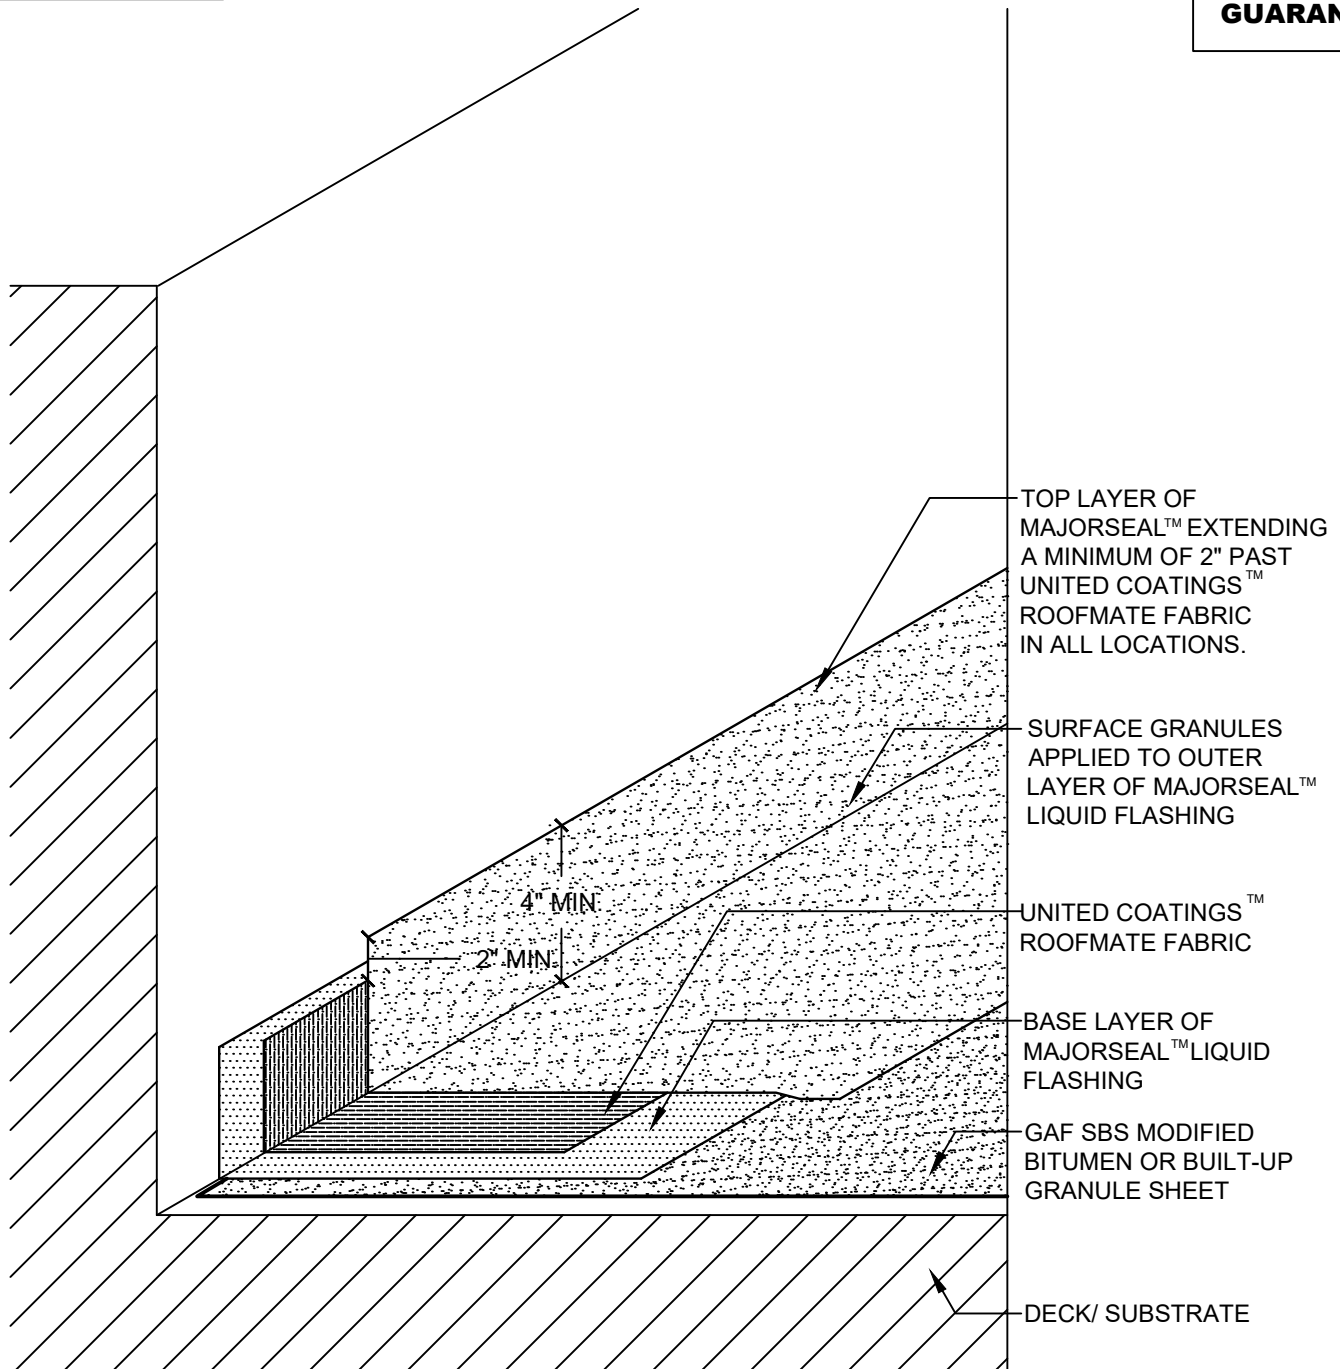 TOP LAYER OF
MAJORSEAL™ EXTENDING
A MINIMUM OF 2" PAST
UNITED COATINGS™
ROOFMATE FABRIC
IN ALL LOCATIONS.
SURFACE GRANULES
APPLIED TO OUTER
LAYER OF MAJORSEAL™
LIQUID FLASHING
4" MIN.
2" MIN.
UNITED COATINGS™
ROOFMATE FABRIC
BASE LAYER OF
MAJORSEAL™ LIQUID
FLASHING
GAF SBS MODIFIED
BITUMEN OR BUILT-UP
GRANULE SHEET
DECK/ SUBSTRATE